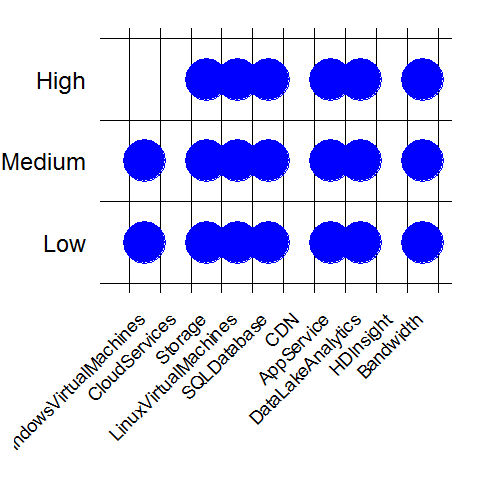 High
Medium
Low
ndowsVirtualMachines
CloudServices
Storage
LinuxVirtualMachines
SQLDatabase
CDN
AppService
DataLakeAnalytics
HDInsight
Bandwidth